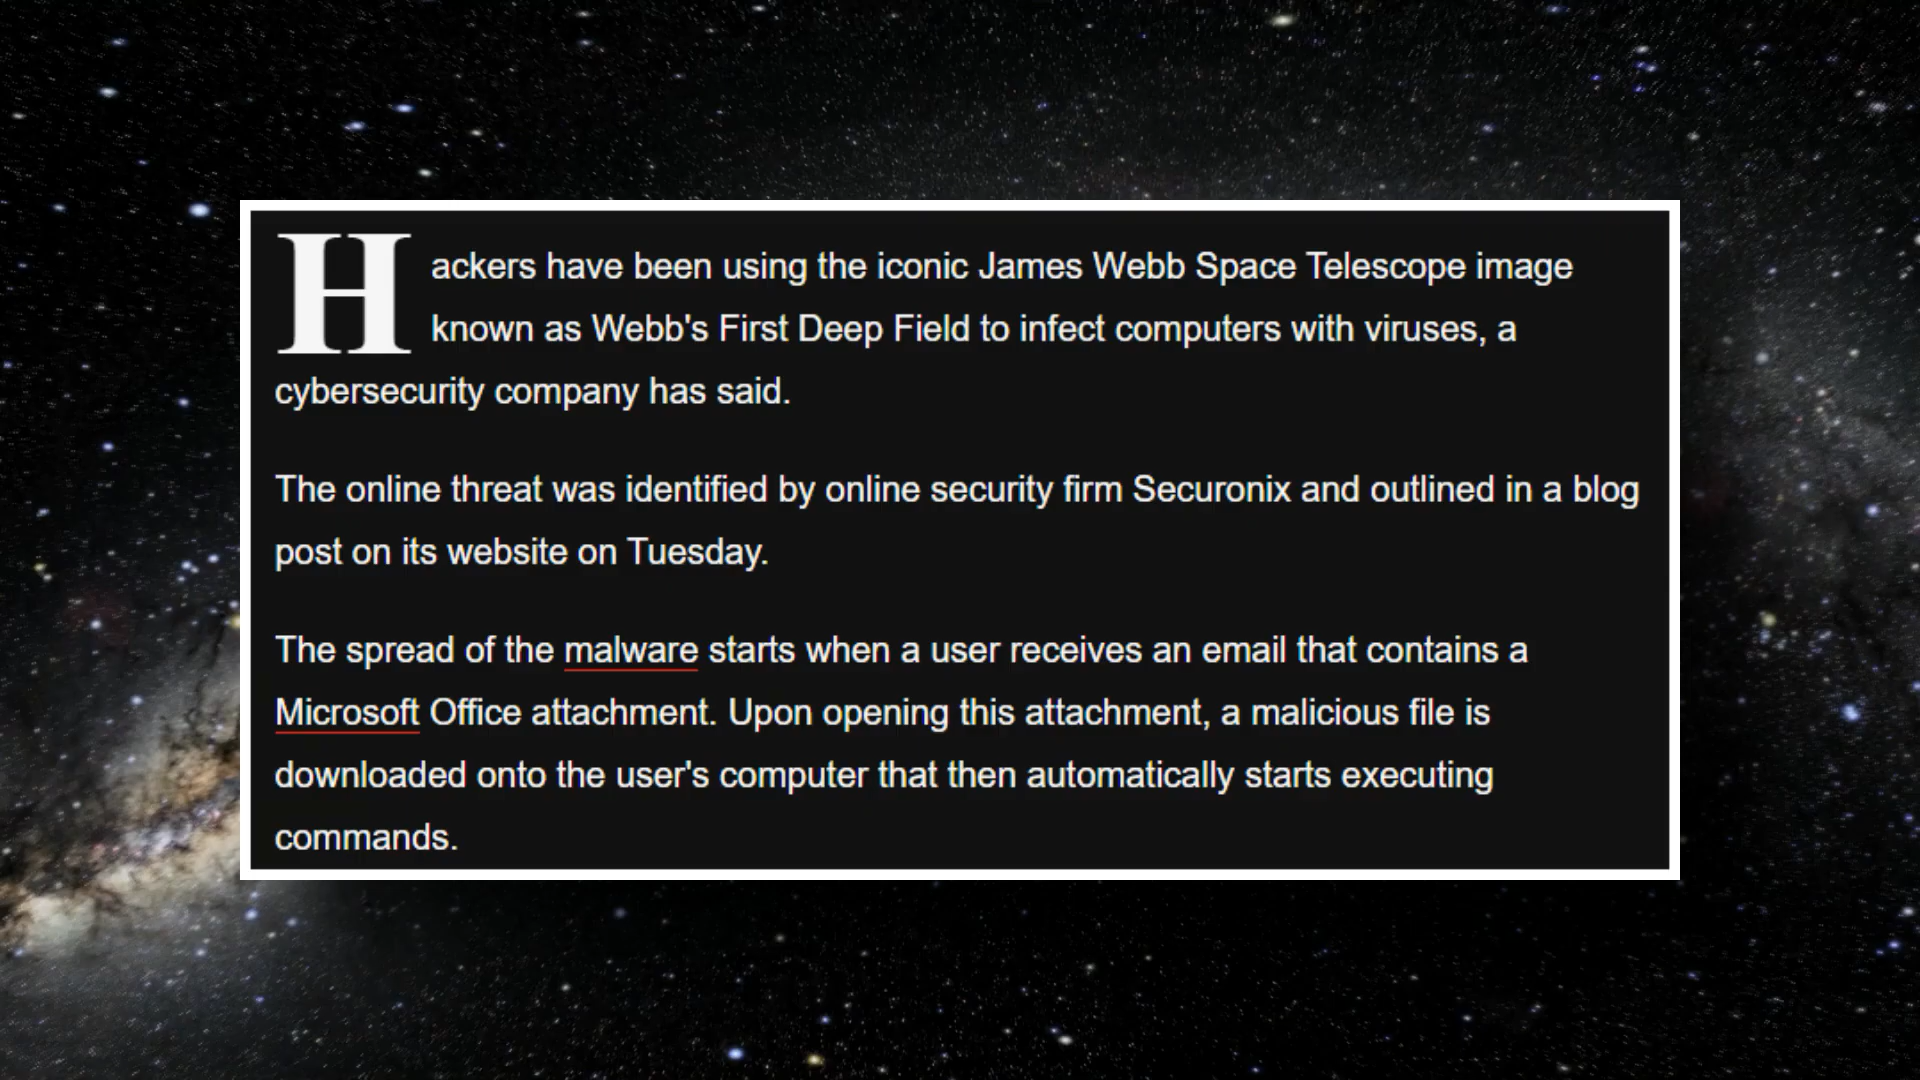 Hackers have been using the iconic James Webb Space Telescope image
known as Webb's First Deep Field to infect computers with viruses, a
cybersecurity company has said.
The online threat was identified by online security firm Securonix and outlined in a blog
post on its website on Tuesday.
The spread of the malware starts when a user receives an email that contains a
Microsoft Office attachment. Upon opening this attachment, a malicious file is
downloaded onto the user's computer that then automatically starts executing
commands.